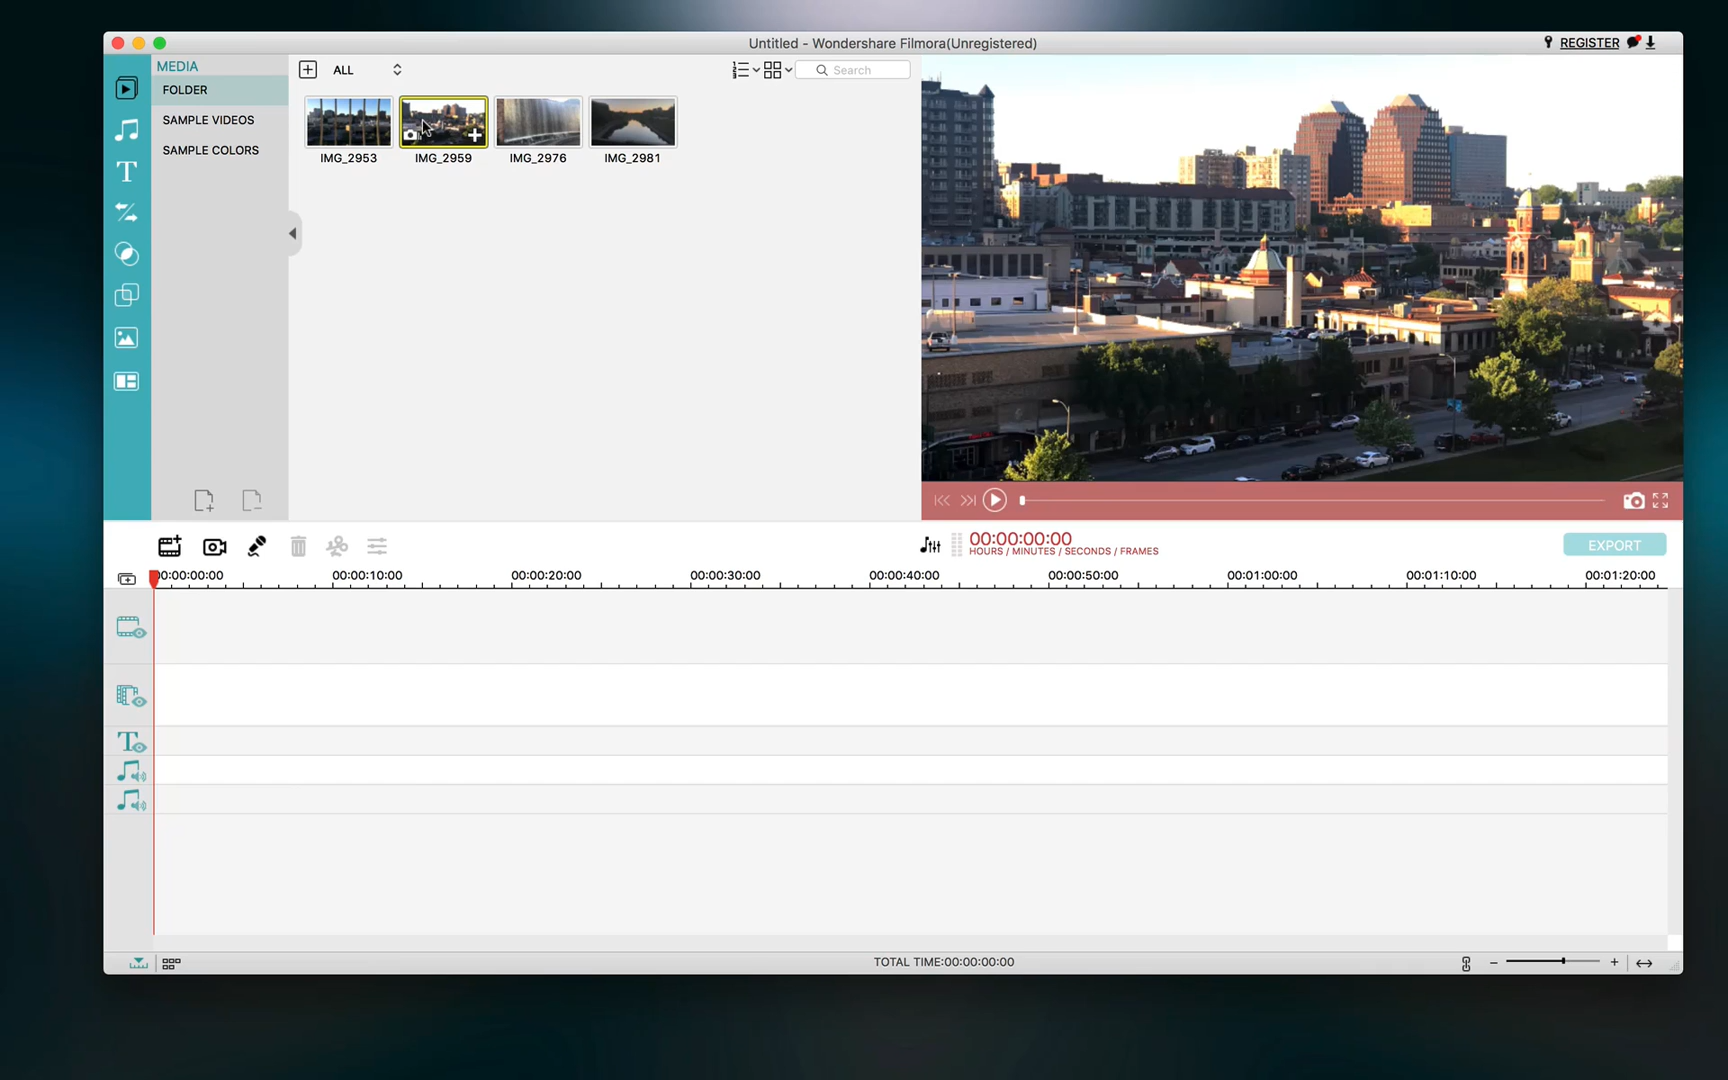 Untitled - Wondershare Filmora(Unregistered)
REGISTER
MEDIA
FOLDER
SAMPLE VIDEOS
SAMPLE COLORS
ALL
Search
IMG_2953
IMG_2959
IMG_2976
IMG_2981
00:00:00:00
HOURS / MINUTES / SECONDS / FRAMES
EXPORT
00:00:00:00
00:00:10:00
00:00:20:00
00:00:30:00
00:00:40:00
00:00:50:00
00:01:00:00
00:01:10:00
00:01:20:00
TOTAL TIME:00:00:00:00